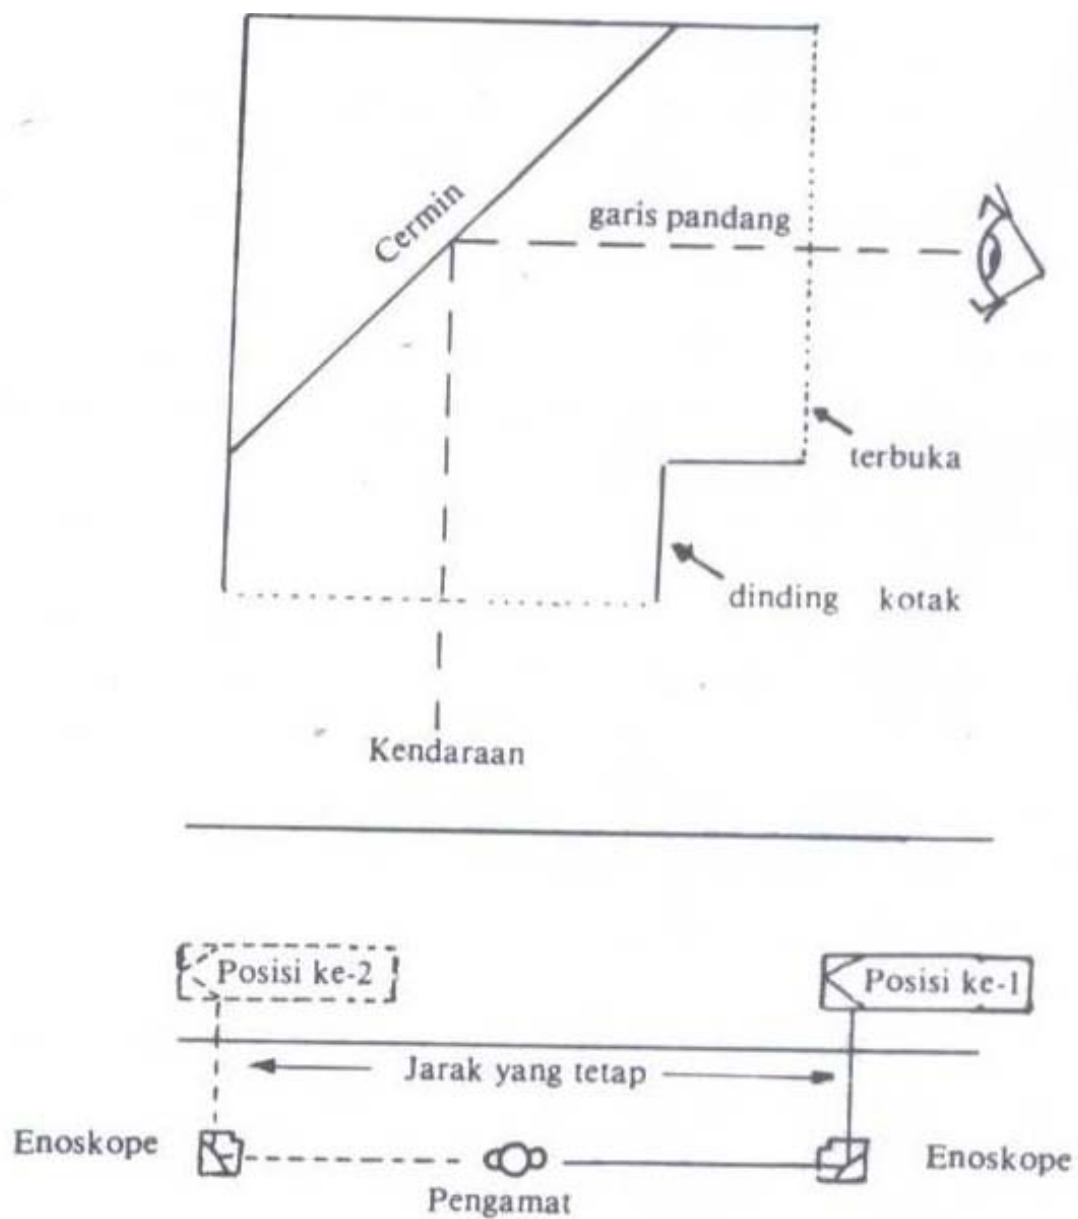 Cermin
garis pandang
terbuka
dinding kotak
Kendaraan
Posisi ke-2
Posisi ke-1
Jarak yang tetap
Enoskope
Enoskope
Pengamat